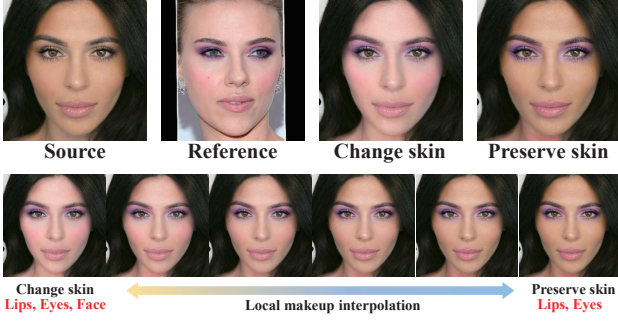 Source
Reference
Change skin
Preserve skin
Change skin
Lips, Eyes, Face
Local makeup interpolation
Preserve skin
Lips, Eyes